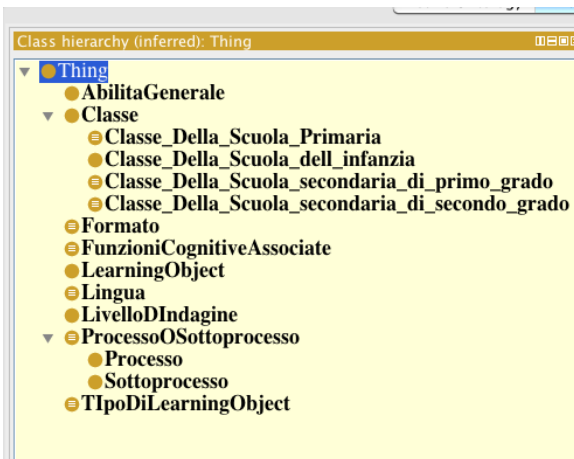 Class hierarchy (inferred): Thing
Thing
AbilitaGenerale
Classe
Classe_Della_Scuola_Primaria
Classe_Della_Scuola_dell_infanzia
Classe_Della_Scuola_secondaria_di_primo_grado
Classe_Della_Scuola_secondaria_di_secondo_grado
Formato
FunzioniCognitiveAssociate
LearningObject
Lingua
LivelloDIndagine
ProcessoOSottoprocesso
Processo
Sottoprocesso
TIpoDiLearningObject